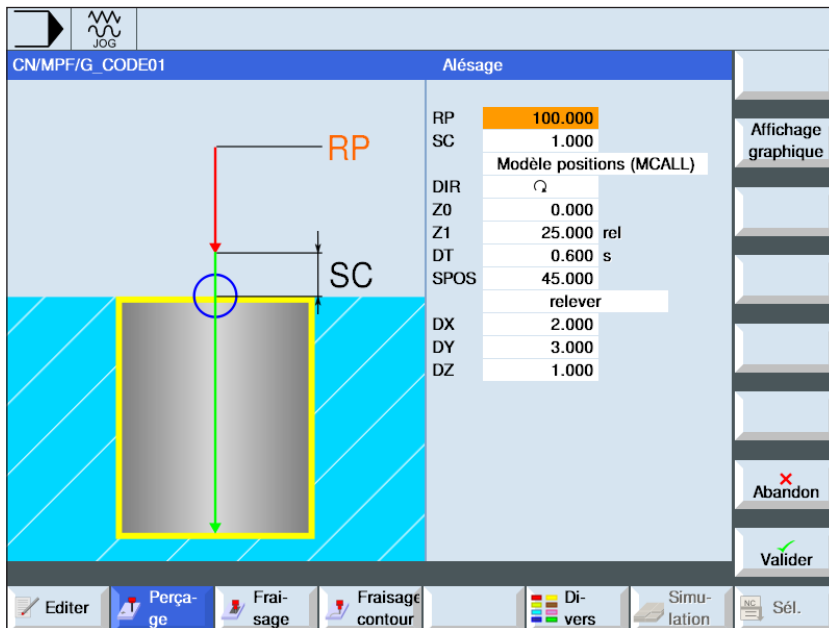 JOG
CN/MPF/G_CODE01
Alésage
RP
SC
RP 100.000
SC 1.000
Modèle positions (MCALL)
DIR
Z0 0.000
Z1 25.000 rel
DT 0.600 s
SPOS 45.000
relever
DX 2.000
DY 3.000
DZ 1.000
Affichage
graphique
Abandon
Valider
Editer
Perça-
ge
Frai-
sage
Fraisage
contour
Di-
vers
Simu-
lation
NC
Sél.